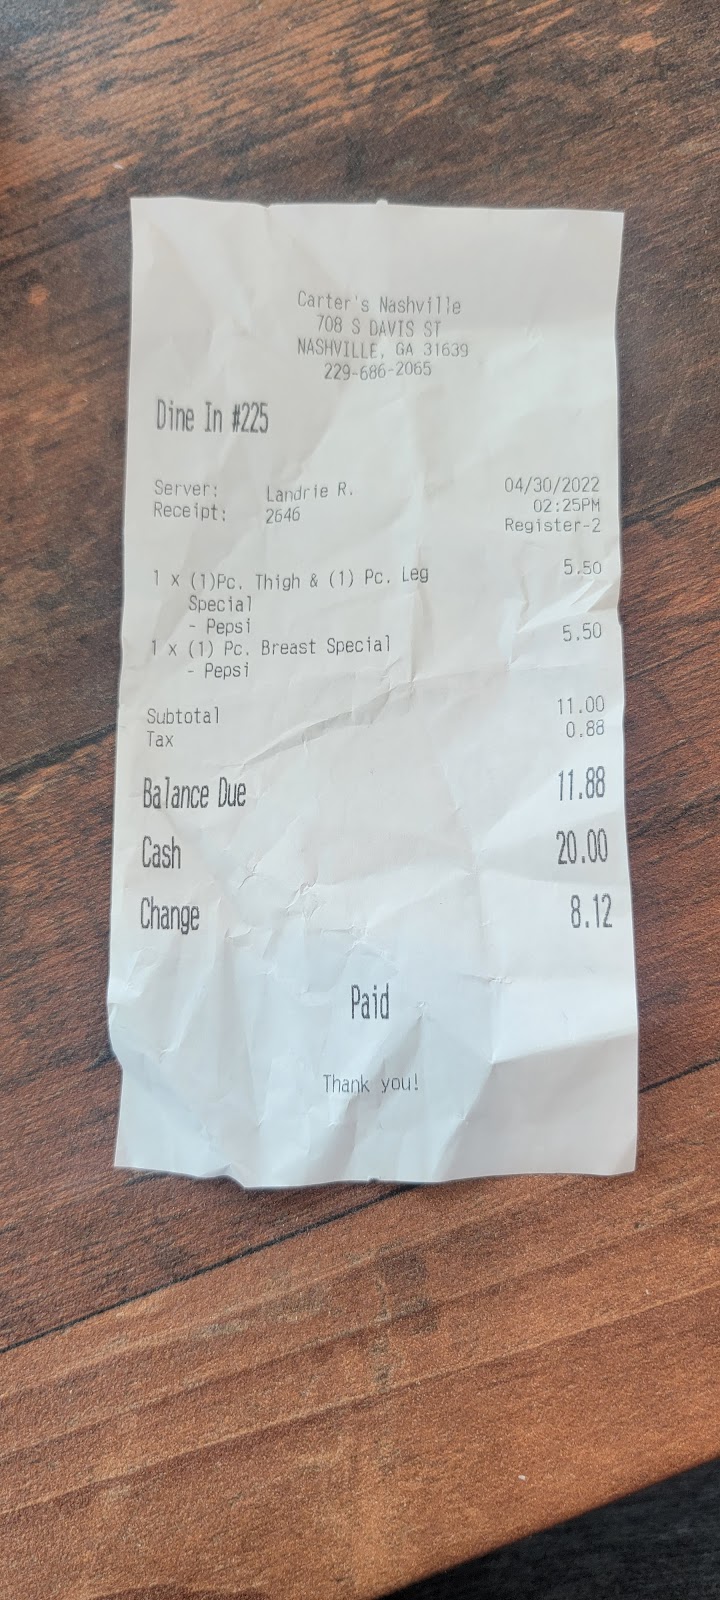 Carter's Nashville
708 S DAVIS ST
NASHVILLE, GA 31639
229-686-2065
Dine In #225
Server: Landrie R. 04/30/2022
Receipt: 2646 02:25PM
Register-2
1 x (1)Pc. Thigh & (1) Pc. Leg 5.50
Special
- Pepsi
1 x (1) Pc. Breast Special 5.50
- Pepsi
Subtotal 11.00
Tax 0.88
Balance Due 11.88
Cash 20.00
Change 8.12
Paid
Thank you!